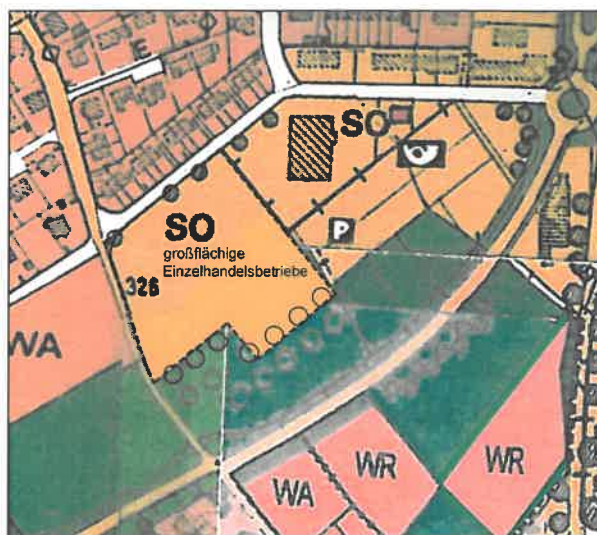 E
SO
SO
großflächige
Einzelhandelsbetriebe
P
326
WA
WR
WR
WA